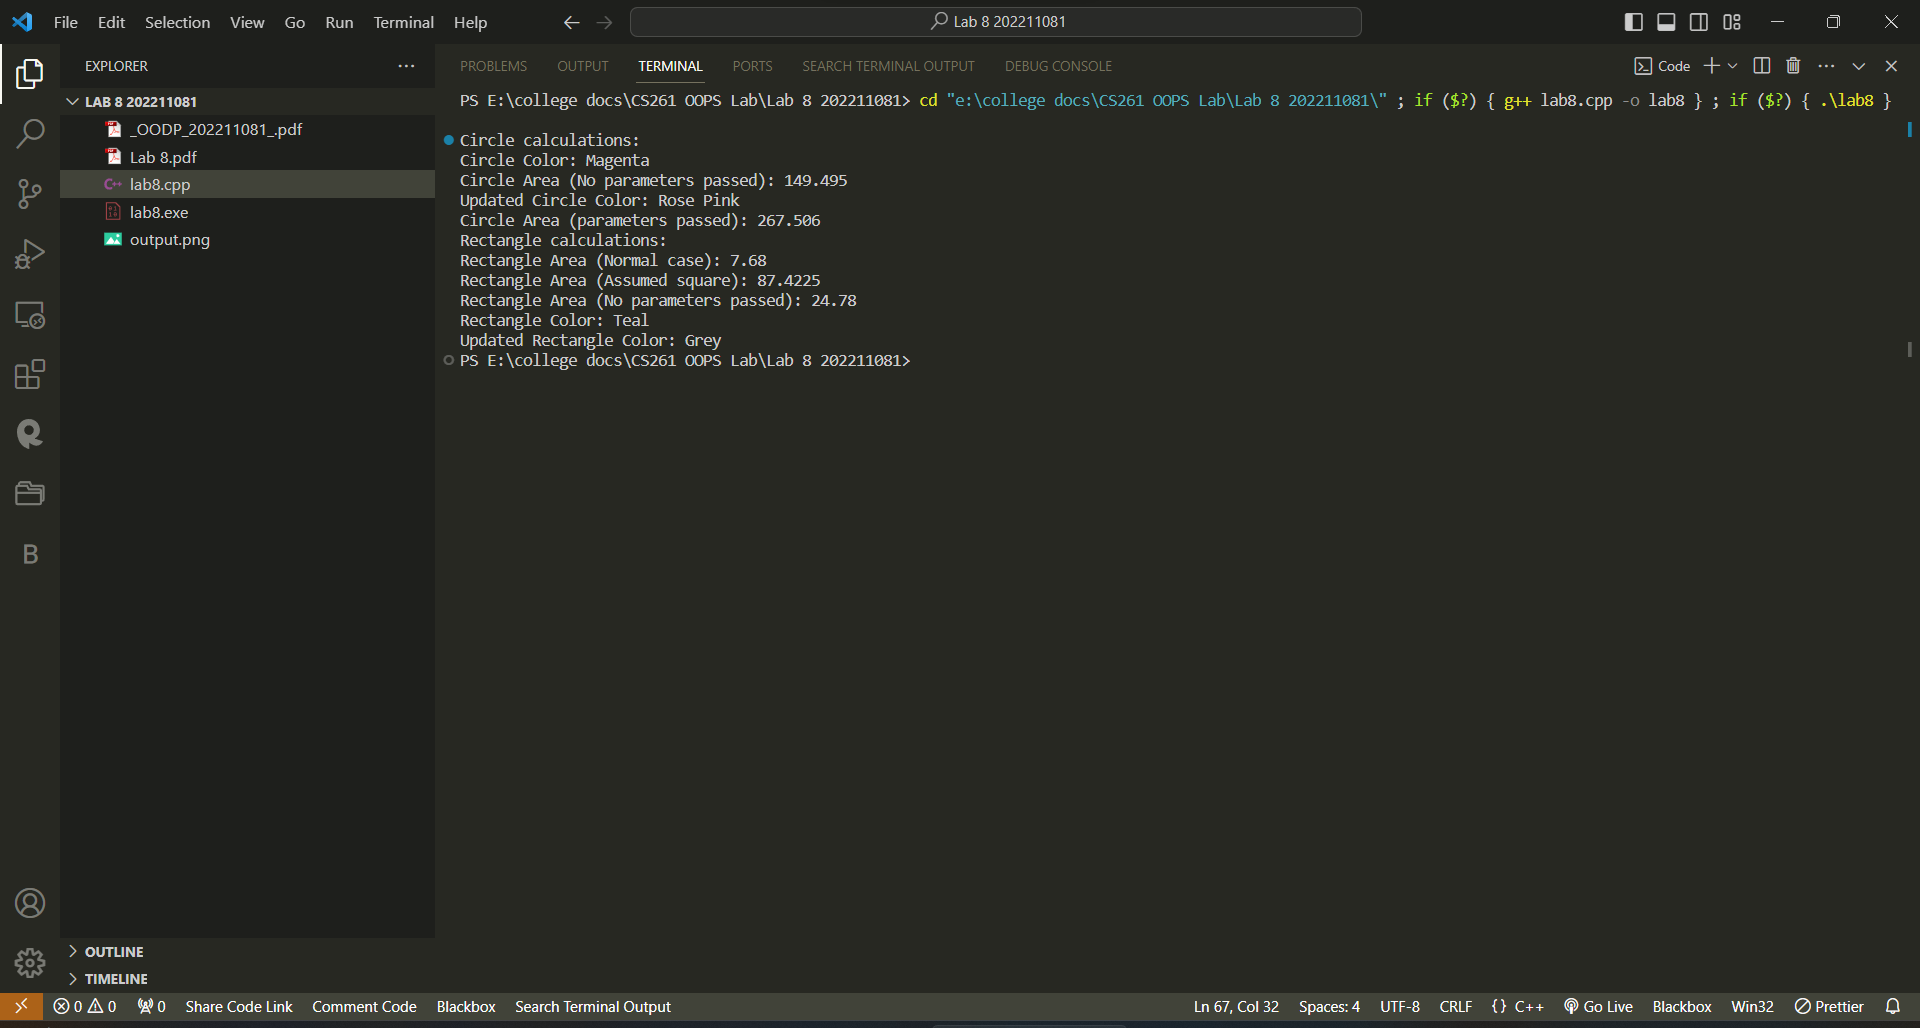 File Edit Selection View Go Run Terminal Help
Lab 8 202211081
EXPLORER
LAB 8 202211081
_OODP_202211081_.pdf
Lab 8.pdf
lab8.cpp
lab8.exe
output.png
OUTLINE
TIMELINE
PROBLEMS OUTPUT TERMINAL PORTS SEARCH TERMINAL OUTPUT DEBUG CONSOLE
Code
PS E:\college docs\CS261 OOPS Lab\Lab 8 202211081> cd "e:\college docs\CS261 OOPS Lab\Lab 8 202211081\" ; if ($?) { g++ lab8.cpp -o lab8 } ; if ($?) { .\lab8 }
Circle calculations:
Circle Color: Magenta
Circle Area (No parameters passed): 149.495
Updated Circle Color: Rose Pink
Circle Area (parameters passed): 267.506
Rectangle calculations:
Rectangle Area (Normal case): 7.68
Rectangle Area (Assumed square): 87.4225
Rectangle Area (No parameters passed): 24.78
Rectangle Color: Teal
Updated Rectangle Color: Grey
PS E:\college docs\CS261 OOPS Lab\Lab 8 202211081>
B
0 0 0 Share Code Link Comment Code Blackbox Search Terminal Output Ln 67, Col 32 Spaces: 4 UTF-8 CRLF {} C++ Go Live Blackbox Win32 Prettier